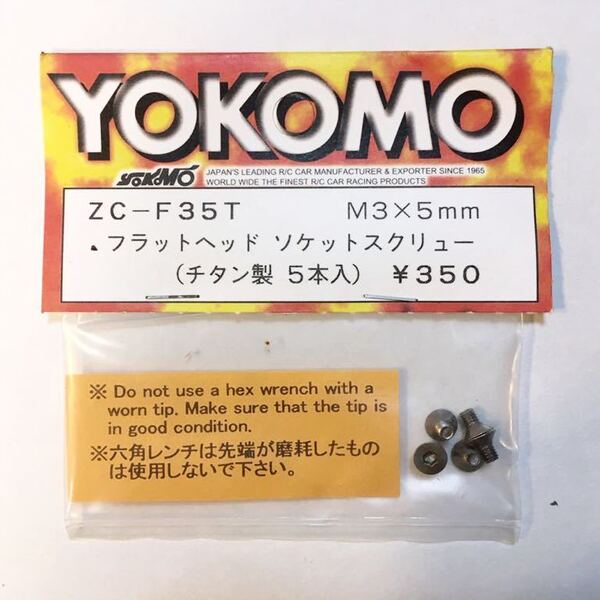 YOKOMO
YOKOMO JAPAN'S LEADING R/C CAR MANUFACTURER & EXPORTER SINCE 1965
WORLD WIDE THE FINEST R/C CAR RACING PRODUCTS
ZC-F35T M3×5mm
フラットヘッド ソケットスクリュー
(チタン製 5本入) ¥350
※ Do not use a hex wrench with a
worn tip. Make sure that the tip is
in good condition.
※六角レンチは先端が磨耗したもの
は使用しないで下さい。